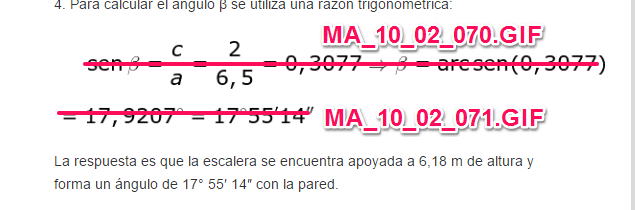 4. Para calcular el ángulo β se utiliza una razón trigonométrica:
MA_10_02_070.GIF
sen β = c/a = 2/6,5 = 0,3077 → β = arcsen(0,3077)
= 17,9207° = 17°55′14″ MA_10_02_071.GIF
La respuesta es que la escalera se encuentra apoyada a 6,18 m de altura y
forma un ángulo de 17° 55′ 14″ con la pared.